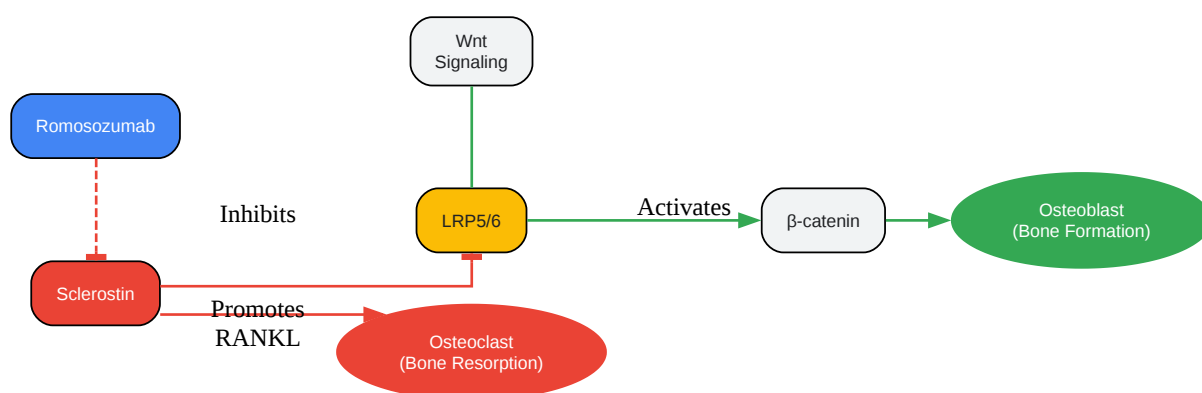 Wnt
Signaling
Romosozumab
Inhibits
LRP5/6
Activates
β-catenin
Osteoblast
(Bone Formation)
Sclerostin
Promotes
RANKL
Osteoclast
(Bone Resorption)